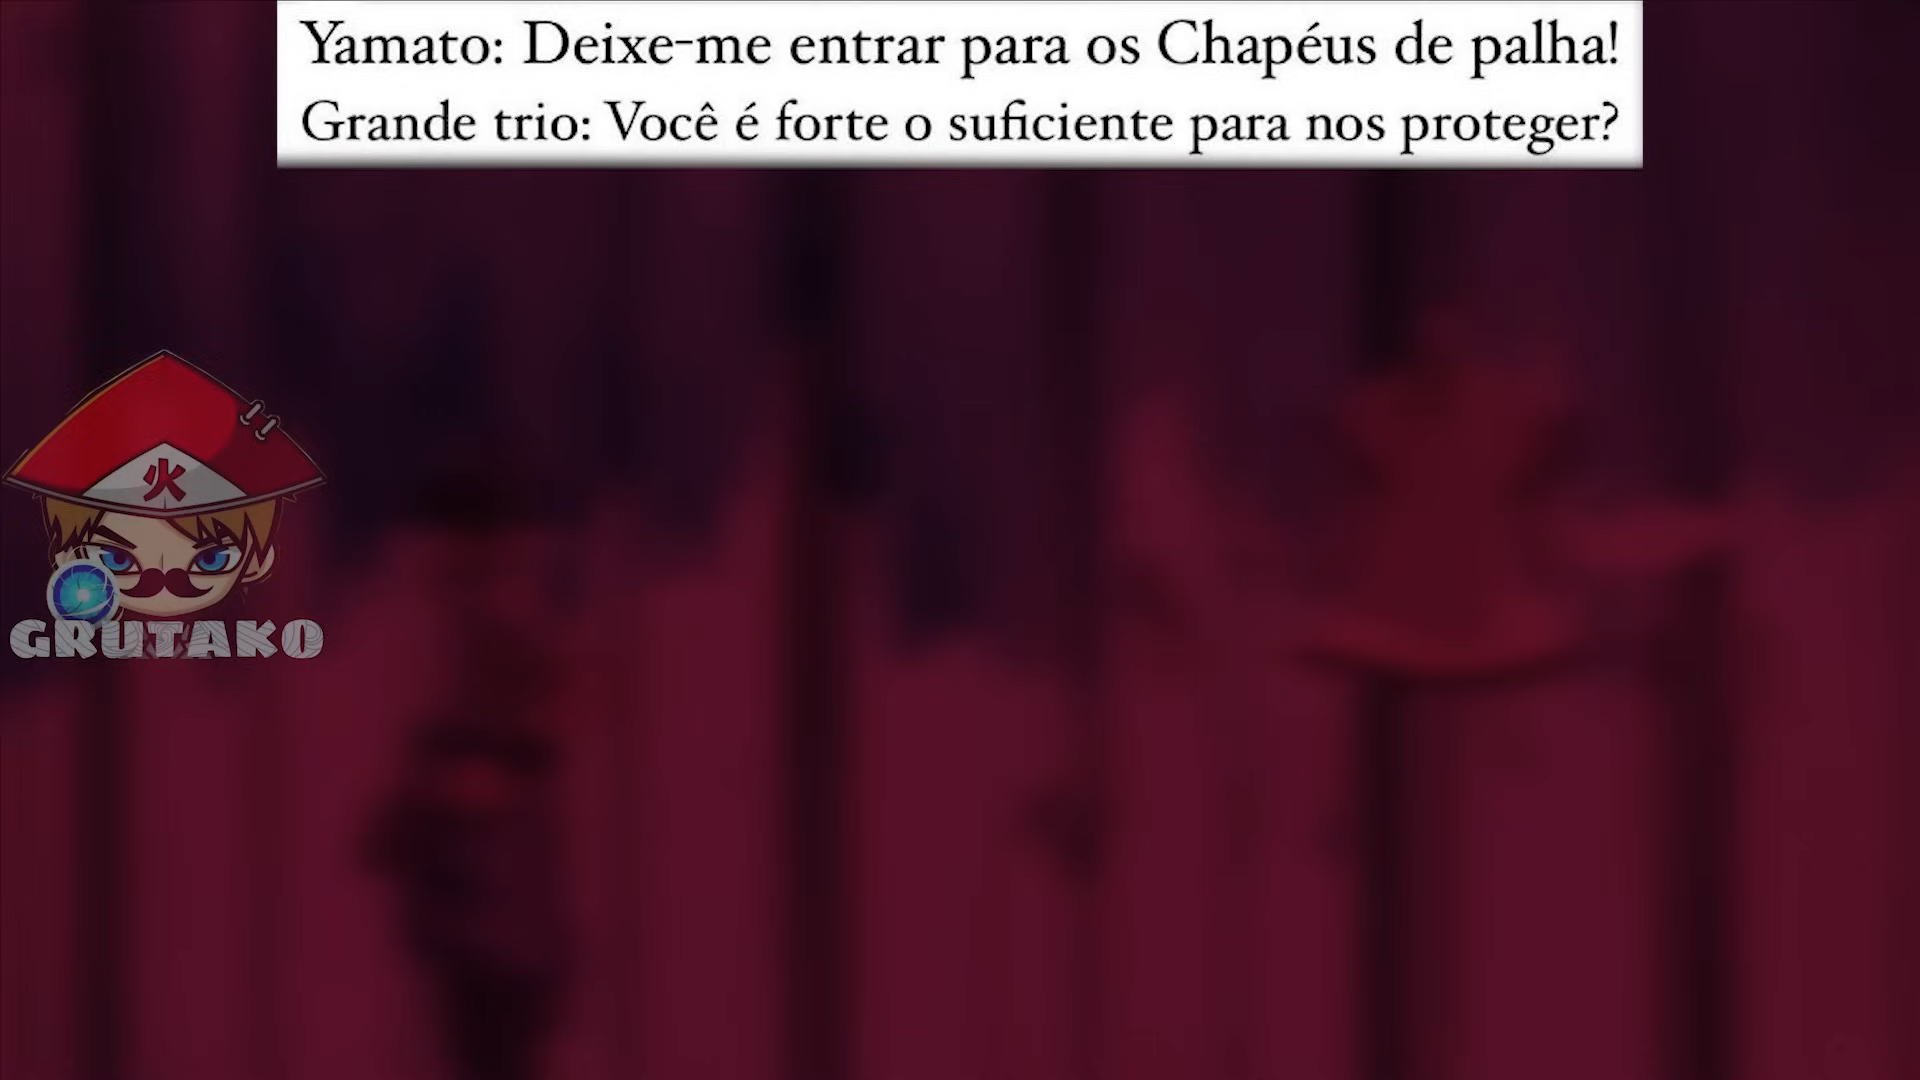 Yamato: Deixe-me entrar para os Chapéus de palha!
Grande trio: Você é forte o suficiente para nos proteger?
火
GRUTAKO